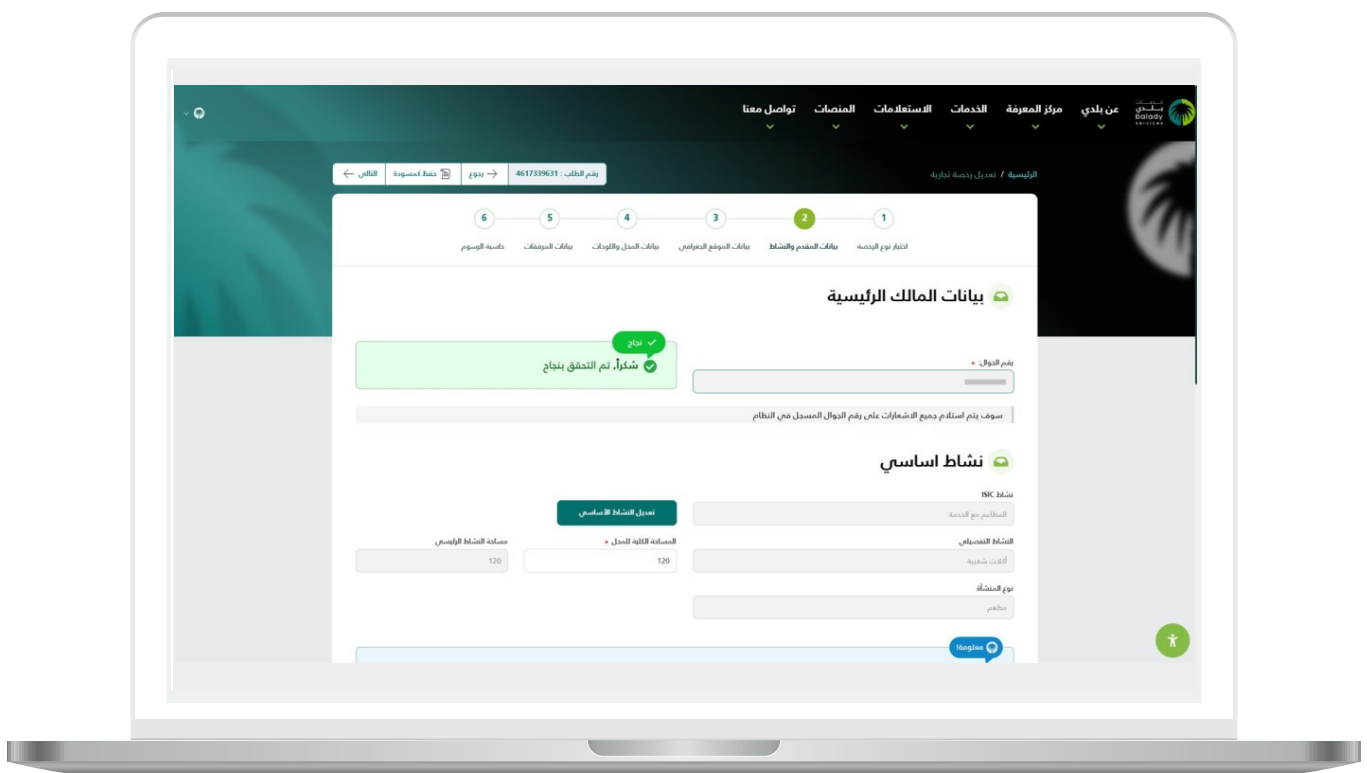 بلدي
balady
services
عن بلدي مركز المعرفة الخدمات الاستعلامات المنصات تواصل معنا
الرئيسية / تعديل رخصة تجارية
رقم الطلب : 4617339631
رجوع
حفظ كمسودة
التالي
1 2 3 4 5 6
اختيار نوع الرخصة بيانات المقدم والنشاط بيانات الموقع الجغرافي بيانات المحل واللوحات بيانات المرفقات حاسبة الرسوم
بيانات المالك الرئيسية
رقم الجوال: *
نجاح
شكراً, تم التحقق بنجاح
سوف يتم استلام جميع الاشعارات على رقم الجوال المسجل في النظام
نشاط اساسي
نشاط ISIC
المطاعم مع الخدمة
تعديل النشاط الأساسي
النشاط التفصيلي المساحة الكلية للمحل * مساحة النشاط الرئيسي
أكلات شعبية 120 120
نوع المنشأة
مطعم
معلومة!